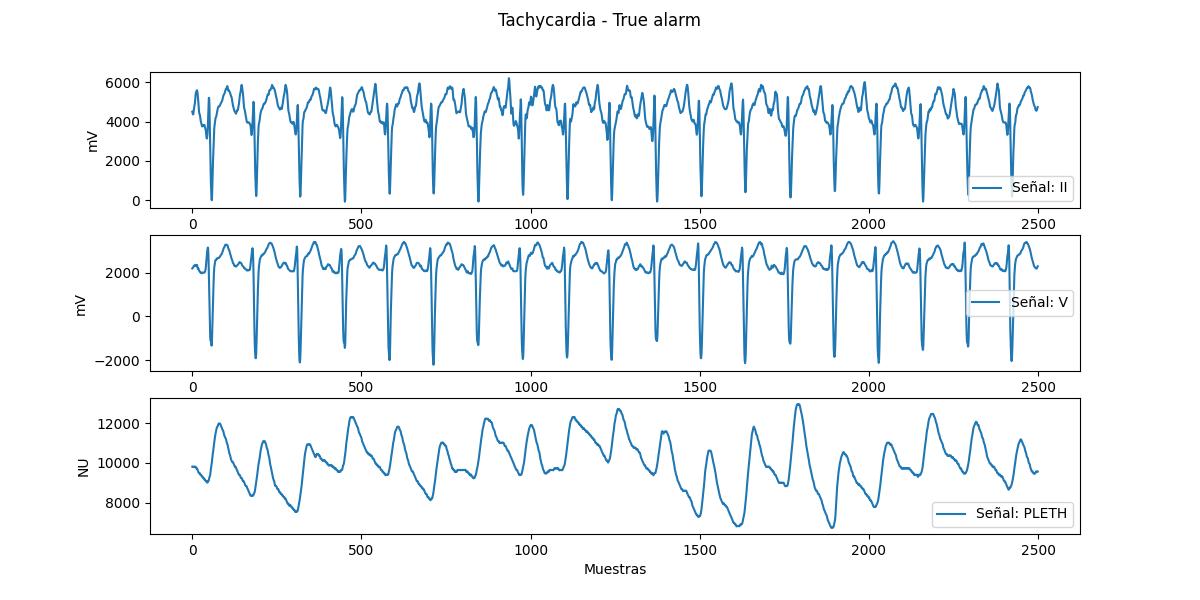 Tachycardia - True alarm
6000
4000
2000
0
mV
Señal: II
0 500 1000 1500 2000 2500
2000
0
−2000
mV
Señal: V
0 500 1000 1500 2000 2500
12000
10000
8000
NU
Señal: PLETH
0 500 1000 1500 2000 2500
Muestras